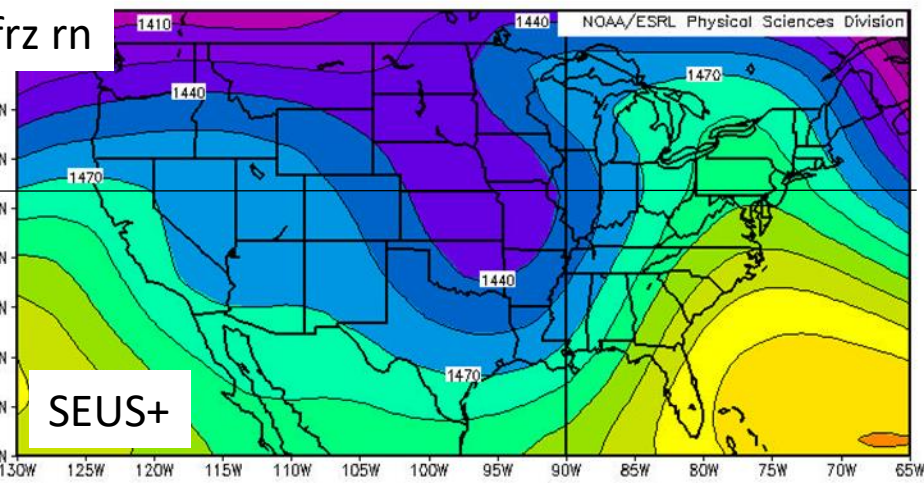 frz rn
NOAA/ESRL Physical Sciences Division
1410
1440
1470
1440
1470
1440
1470
SEUS+
N
N
N
N
N
N
N
N
130W 125W 120W 115W 110W 105W 100W 95W 90W 85W 80W 75W 70W 65W